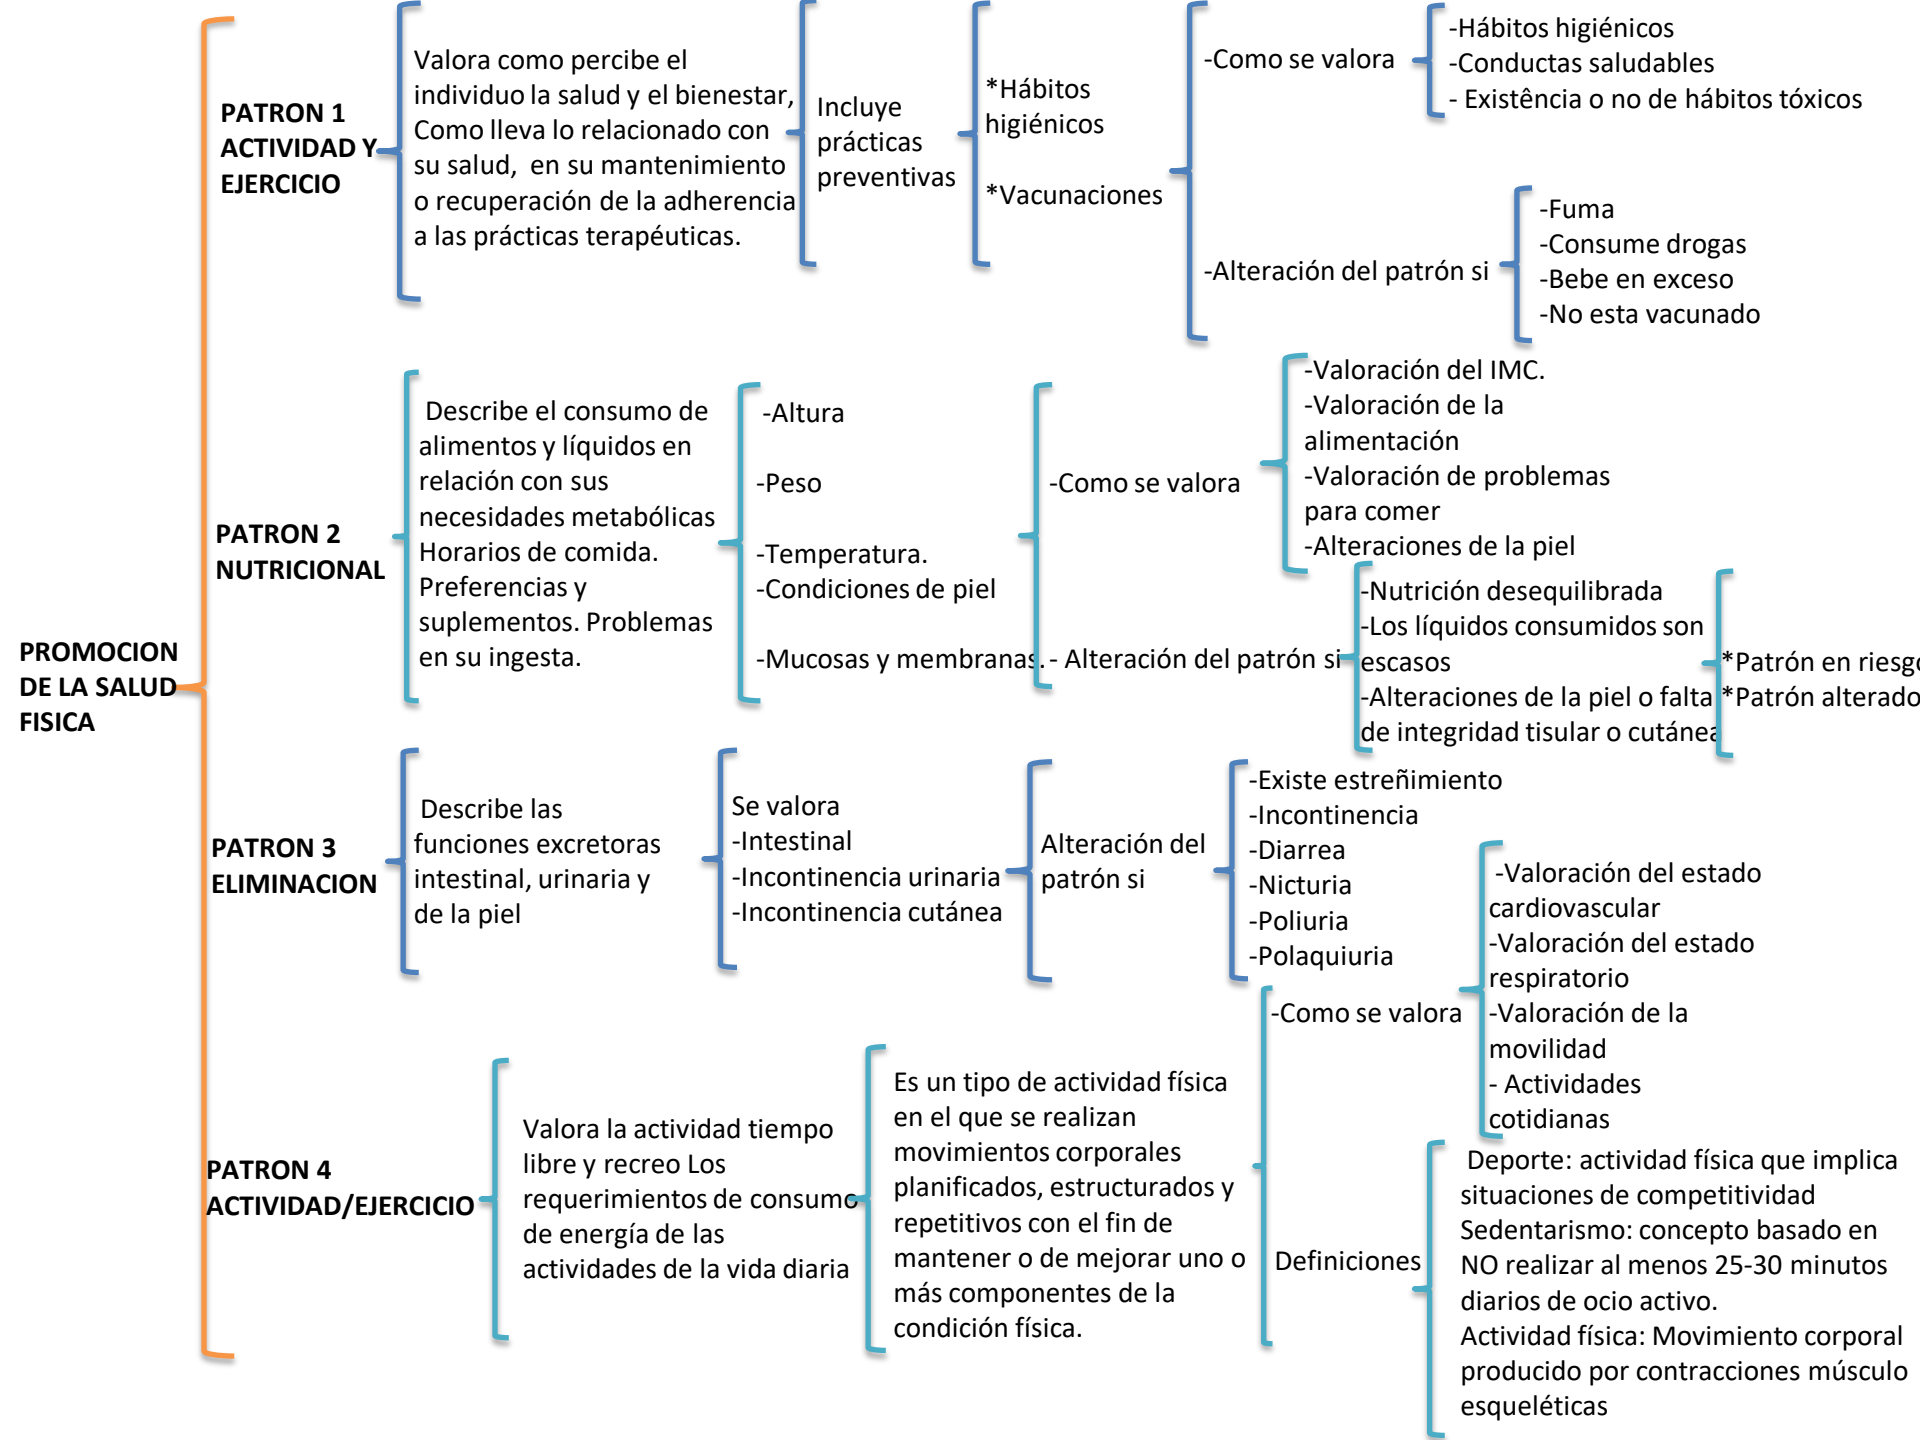 PROMOCION
DE LA SALUD
FISICA
PATRON 1
ACTIVIDAD Y
EJERCICIO
Valora como percibe el
individuo la salud y el bienestar,
Como lleva lo relacionado con
su salud, en su mantenimiento
o recuperación de la adherencia
a las prácticas terapéuticas.
Incluye
prácticas
preventivas
*Hábitos
higiénicos
*Vacunaciones
-Como se valora
-Hábitos higiénicos
-Conductas saludables
- Existência o no de hábitos tóxicos
-Alteración del patrón si
-Fuma
-Consume drogas
-Bebe en exceso
-No esta vacunado
PATRON 2
NUTRICIONAL
Describe el consumo de
alimentos y líquidos en
relación con sus
necesidades metabólicas
Horarios de comida.
Preferencias y
suplementos. Problemas
en su ingesta.
-Altura
-Peso
-Temperatura.
-Condiciones de piel
-Mucosas y membranas.
-Como se valora
-Valoración del IMC.
-Valoración de la
alimentación
-Valoración de problemas
para comer
-Alteraciones de la piel
- Alteración del patrón si
-Nutrición desequilibrada
-Los líquidos consumidos son
escasos
-Alteraciones de la piel o falta
de integridad tisular o cutánea
*Patrón en riesgo
*Patrón alterado
PATRON 3
ELIMINACION
Describe las
funciones excretoras
intestinal, urinaria y
de la piel
Se valora
-Intestinal
-Incontinencia urinaria
-Incontinencia cutánea
Alteración del
patrón si
-Existe estreñimiento
-Incontinencia
-Diarrea
-Nicturia
-Poliuria
-Polaquiuria
PATRON 4
ACTIVIDAD/EJERCICIO
Valora la actividad tiempo
libre y recreo Los
requerimientos de consumo
de energía de las
actividades de la vida diaria
Es un tipo de actividad física
en el que se realizan
movimientos corporales
planificados, estructurados y
repetitivos con el fin de
mantener o de mejorar uno o
más componentes de la
condición física.
-Como se valora
-Valoración del estado
cardiovascular
-Valoración del estado
respiratorio
-Valoración de la
movilidad
- Actividades
cotidianas
Definiciones
Deporte: actividad física que implica
situaciones de competitividad
Sedentarismo: concepto basado en
NO realizar al menos 25-30 minutos
diarios de ocio activo.
Actividad física: Movimiento corporal
producido por contracciones músculo
esqueléticas